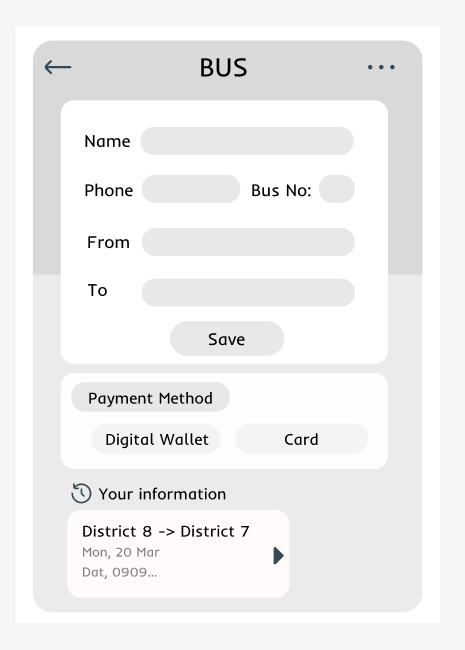 BUS
Name
Phone Bus No:
From
To
Save
Payment Method
Digital Wallet Card
Your information
District 8 -> District 7
Mon, 20 Mar
Dat, 0909...